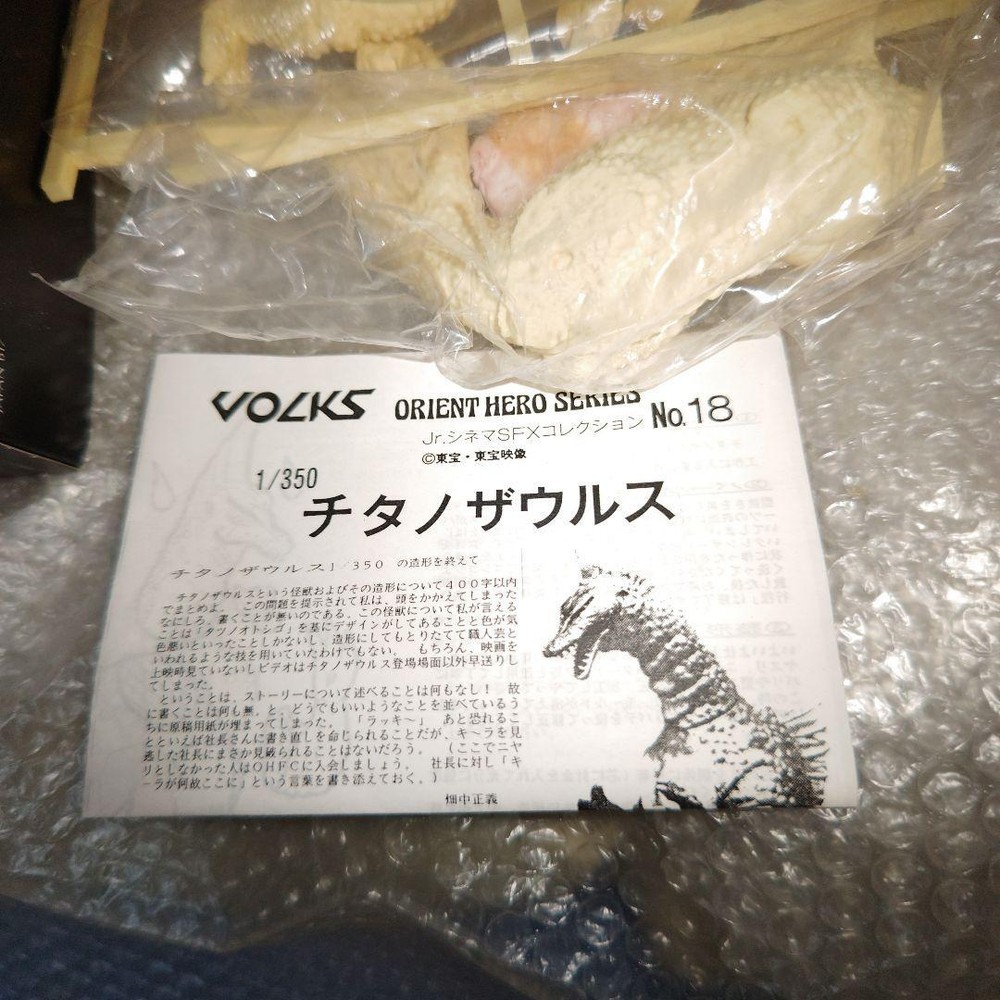 VOLKS ORIENT HERO SERIES
Jr.シネマSFXコレクション No.18
©東宝・東宝映像
1/350
チタノザウルス
チタノザウルス1/350 の造形を終えて
チタノザウルスという怪獣およびその造形について400字以内
でまとめよ。 この問題を提示されて私は、頭をかかえてしまった
なにしろ、書くことが無いのである。この怪獣について私が言える
ことは「タツノオトシゴ」を基にデザインがしてあることと色が気
色悪いといったことしかないし、造形にしてもとりたてて職人芸と
いわれるような技を用いていたわけでもない。 もちろん、映画を
上映時見ていないしビデオはチタノザウルス登場場面以外早送りし
てしまった。
ということは、ストーリーについて述べることは何もなし！ 故
に書くことは何も無、と、どうでもいいようなことを並べているう
ちに原稿用紙が埋まってしまった。 「ラッキ〜」 あと恐れるこ
とといえば社長さんに書き直しを命じられることだが、キ〜ラを見
逃した社長にまさか見破られることはないだろう。 （ここでニヤ
リとしなかった人はOHFCに入会しましょう。 社長に対し「キ
〜ラが何故ここに」という言葉を書き添えておく。）
畑中正義